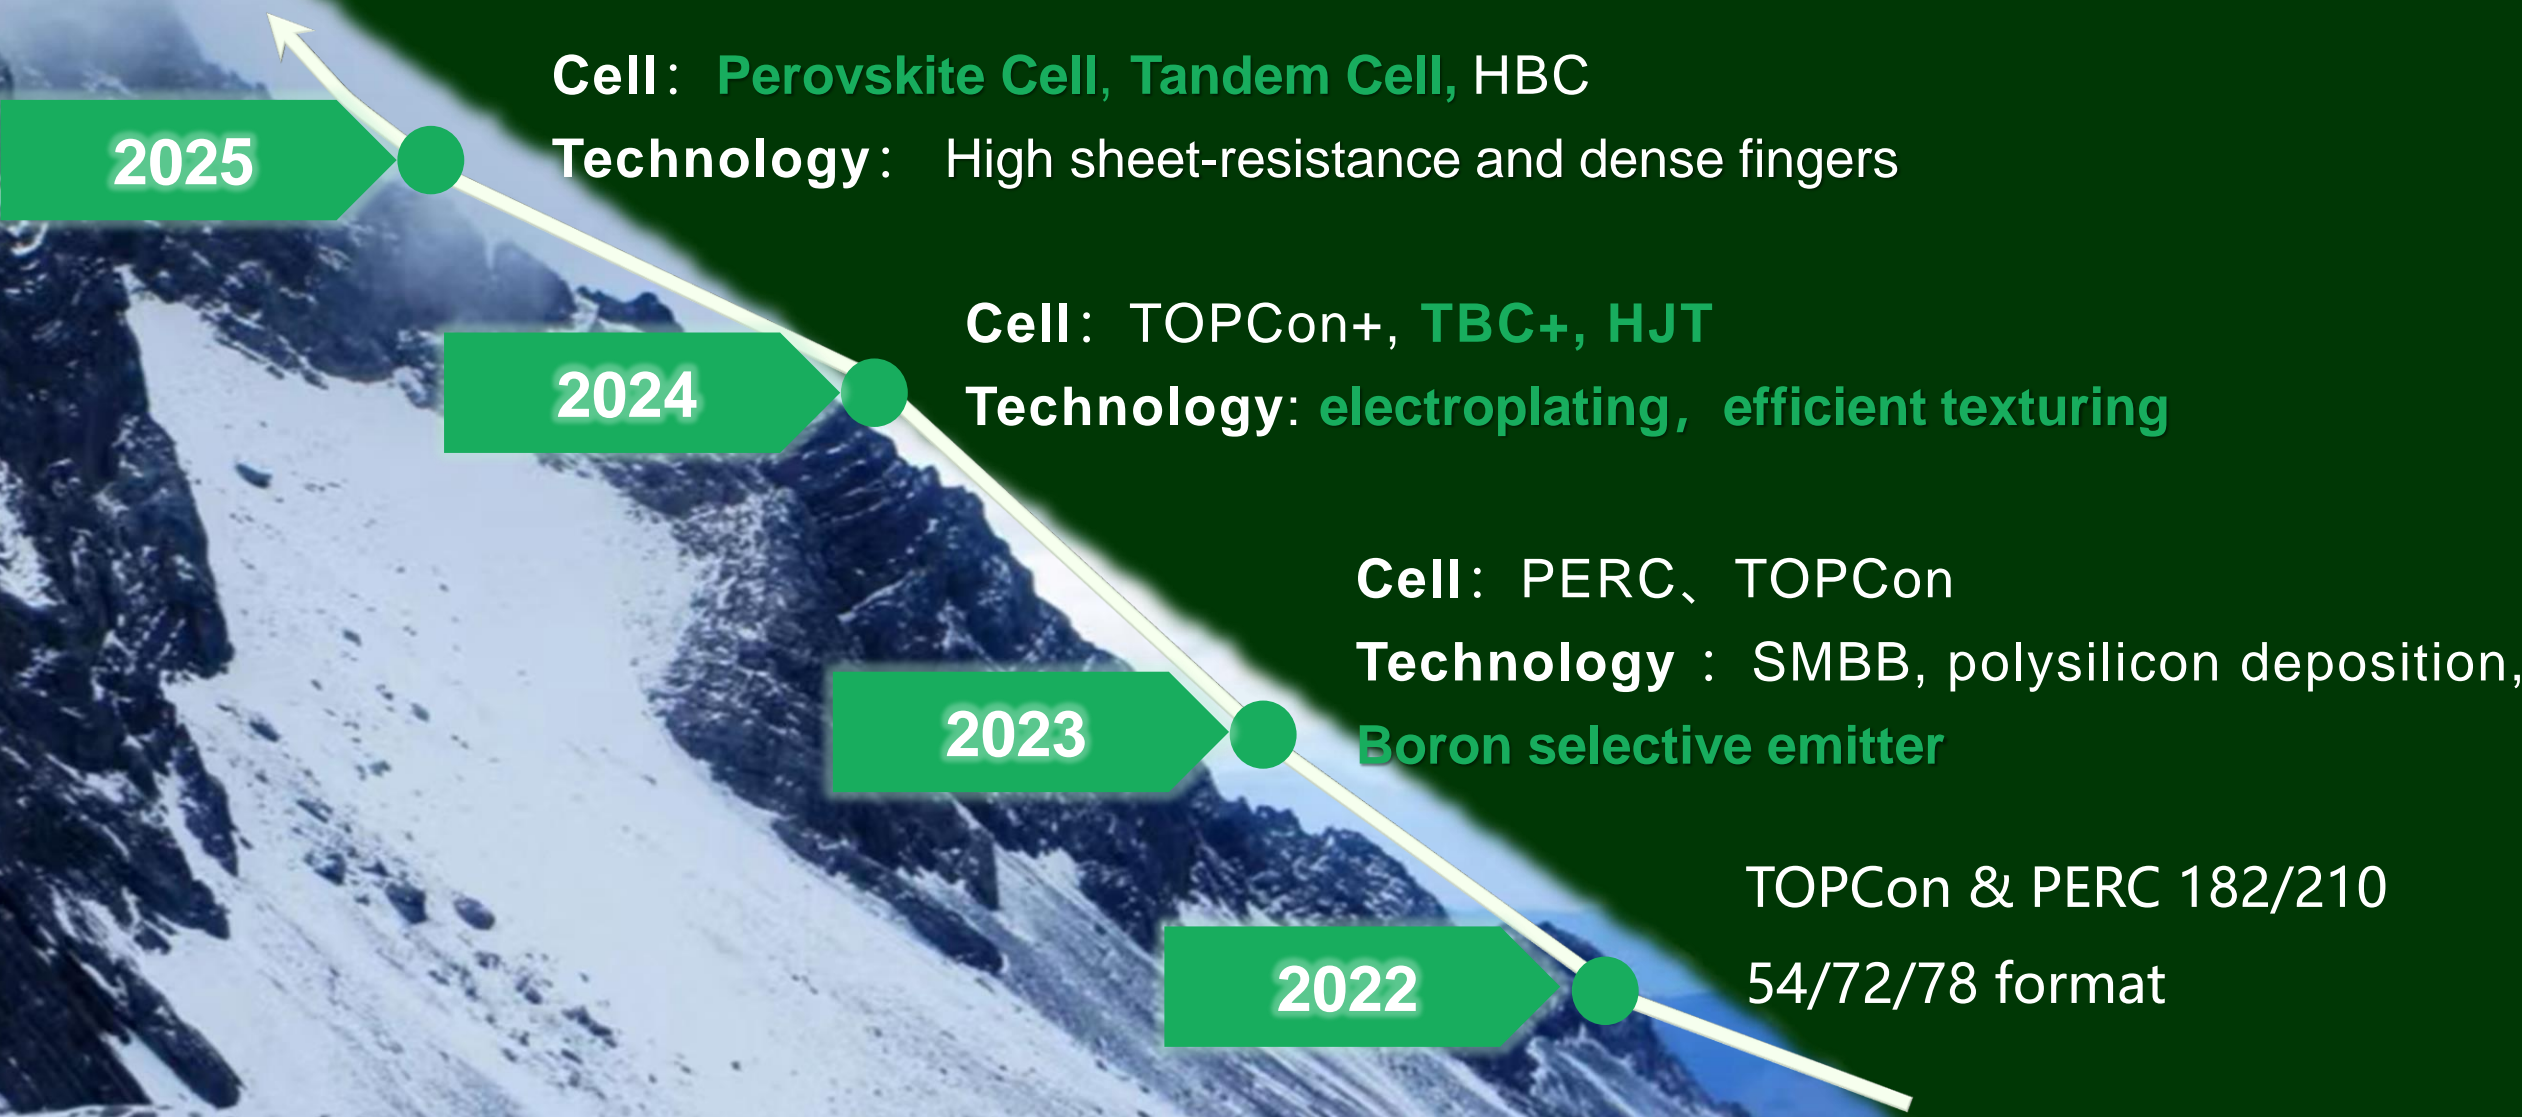 2025
Cell：Perovskite Cell, Tandem Cell, HBC
Technology： High sheet-resistance and dense fingers
2024
Cell：TOPCon+, TBC+, HJT
Technology: electroplating，efficient texturing
2023
Cell：PERC、TOPCon
Technology ：SMBB, polysilicon deposition,
Boron selective emitter
2022
TOPCon & PERC 182/210
54/72/78 format